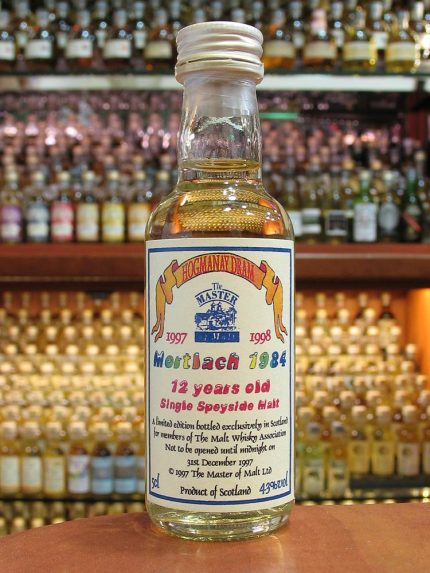 HOGMANAY DRAM
The
MASTER
1997 1998
Mortlach 1984
12 years old
Single Speyside Malt
A limited edition bottled exclusively in Scotland
for members of The Malt Whisky Association
Not to be opened until midnight on
31st December 1997
© 1997 The Master of Malt Ltd
Product of Scotland
5cl 43%vol